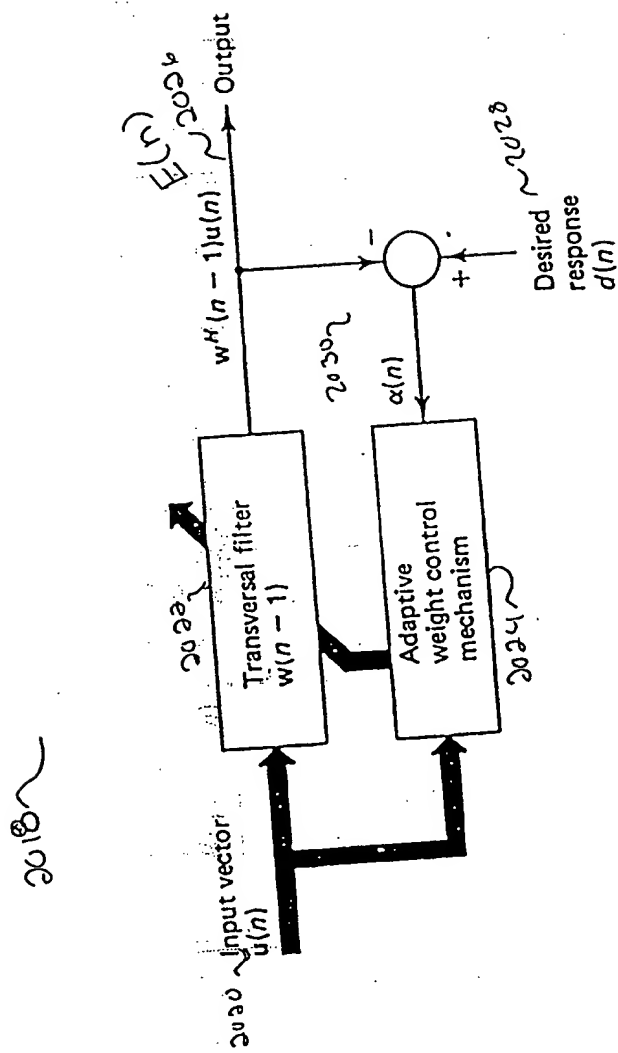 2018
2020
Input vector
u(n)
2022
Transversal filter
w(n − 1)
w^H(n − 1)u(n)
E(n)
2026
Output
Adaptive
weight control
mechanism
2024
2030
α(n)
−
+
Desired
response
d(n)
2028